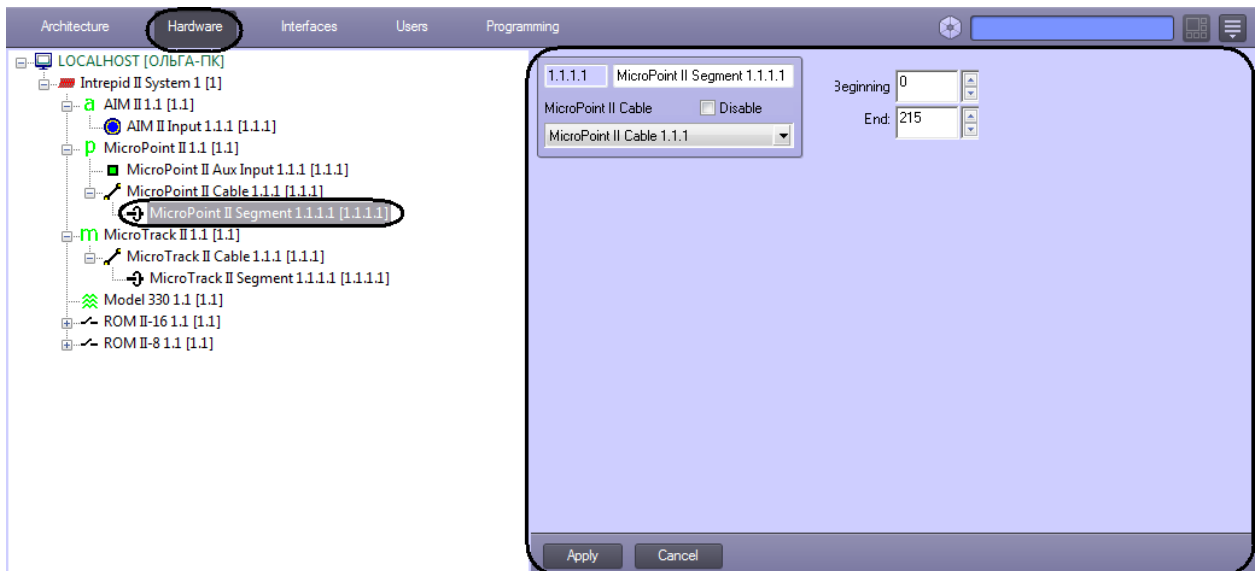 Architecture Hardware Interfaces Users Programming
LOCALHOST [ОЛЬГА-ПК]
Intrepid II System 1 [1]
a AIM II 1.1 [1.1]
AIM II Input 1.1.1 [1.1.1]
p MicroPoint II 1.1 [1.1]
MicroPoint II Aux Input 1.1.1 [1.1.1]
MicroPoint II Cable 1.1.1 [1.1.1]
MicroPoint II Segment 1.1.1.1 [1.1.1.1]
m MicroTrack II 1.1 [1.1]
MicroTrack II Cable 1.1.1 [1.1.1]
MicroTrack II Segment 1.1.1.1 [1.1.1.1]
Model 330 1.1 [1.1]
ROM II-16 1.1 [1.1]
ROM II-8 1.1 [1.1]
1.1.1.1 MicroPoint II Segment 1.1.1.1
MicroPoint II Cable Disable
MicroPoint II Cable 1.1.1
Beginning 0
End: 215
Apply Cancel